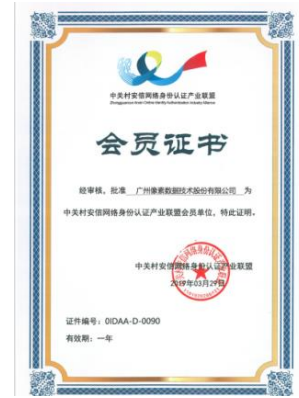 中关村安信网络身份认证产业联盟
Zhongguancun Anxin Online Identity Authentication Industry Alliance
会员证书
经审核，批准 广州像素数据技术股份有限公司 为
中关村安信网络身份认证产业联盟会员单位，特此证明。
中关村安信网络身份认证产业联盟
2019年03月29日
证件编号：OIDAA-D-0090
有效期：一年